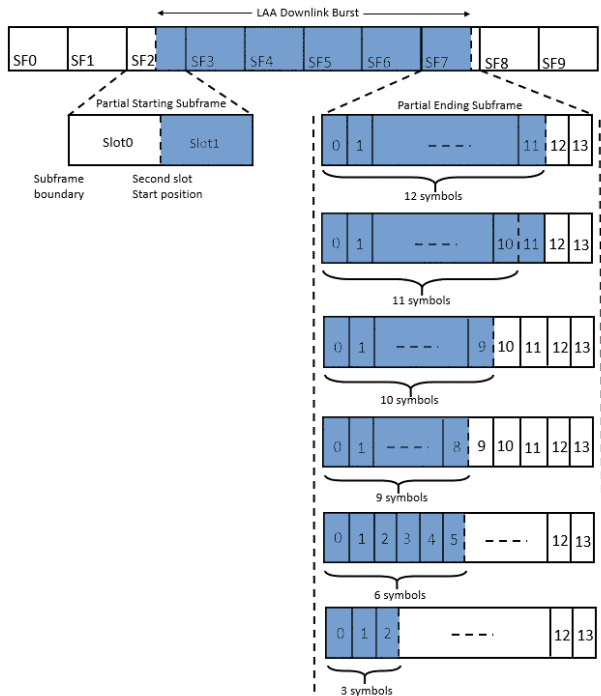 LAA Downlink Burst
SF0 SF1 SF2 SF3 SF4 SF5 SF6 SF7 SF8 SF9
Partial Starting Subframe
Slot0 Slot1
Subframe boundary
Second slot Start position
Partial Ending Subframe
0 1 11 12 13
12 symbols
0 1 10 11 12 13
11 symbols
0 1 9 10 11 12 13
10 symbols
0 1 8 9 10 11 12 13
9 symbols
0 1 2 3 4 5 12 13
6 symbols
0 1 2 12 13
3 symbols